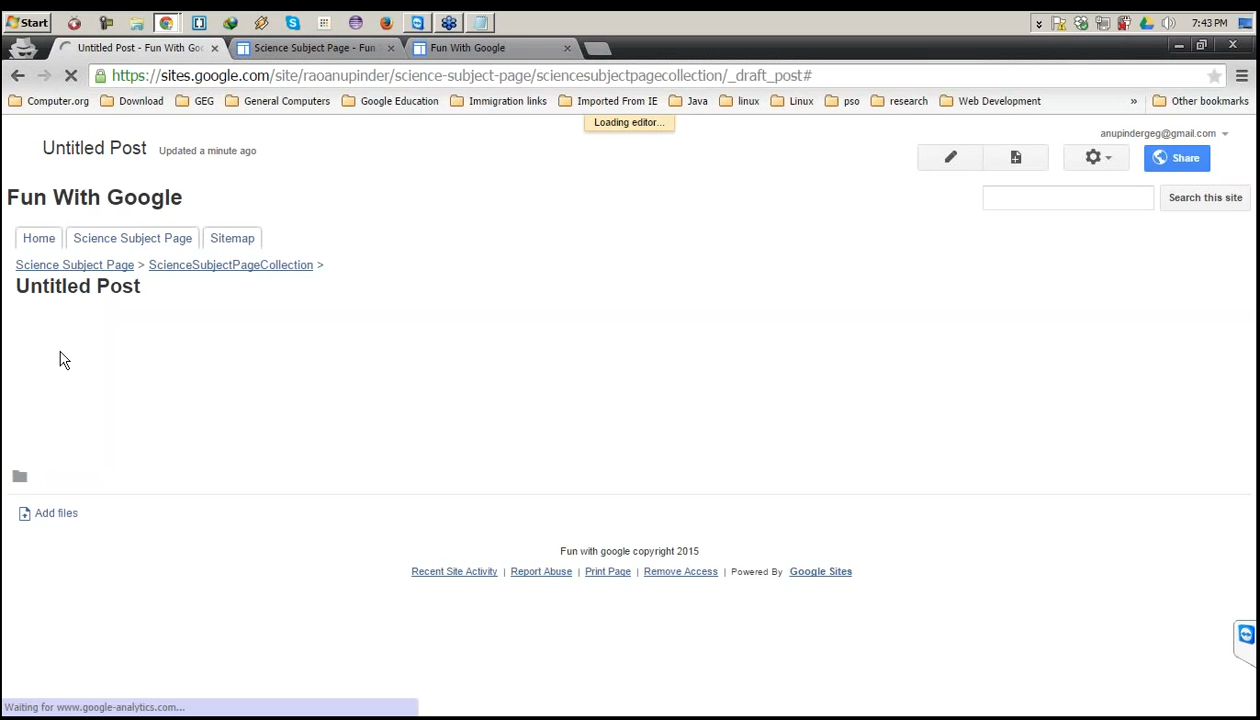 Start
7:43 PM
Untitled Post - Fun With Goo
Science Subject Page - Fun
Fun With Google
https://sites.google.com/site/raoanupinder/science-subject-page/sciencesubjectpagecollection/_draft_post#
Computer.org Download GEG General Computers Google Education Immigration links Imported From IE Java linux Linux pso research Web Development » Other bookmarks
Loading editor...
anupindergeg@gmail.com
Untitled Post Updated a minute ago
Share
Fun With Google
Search this site
Home Science Subject Page Sitemap
Science Subject Page > ScienceSubjectPageCollection >
Untitled Post
Add files
Fun with google copyright 2015
Recent Site Activity | Report Abuse | Print Page | Remove Access | Powered By Google Sites
Waiting for www.google-analytics.com...